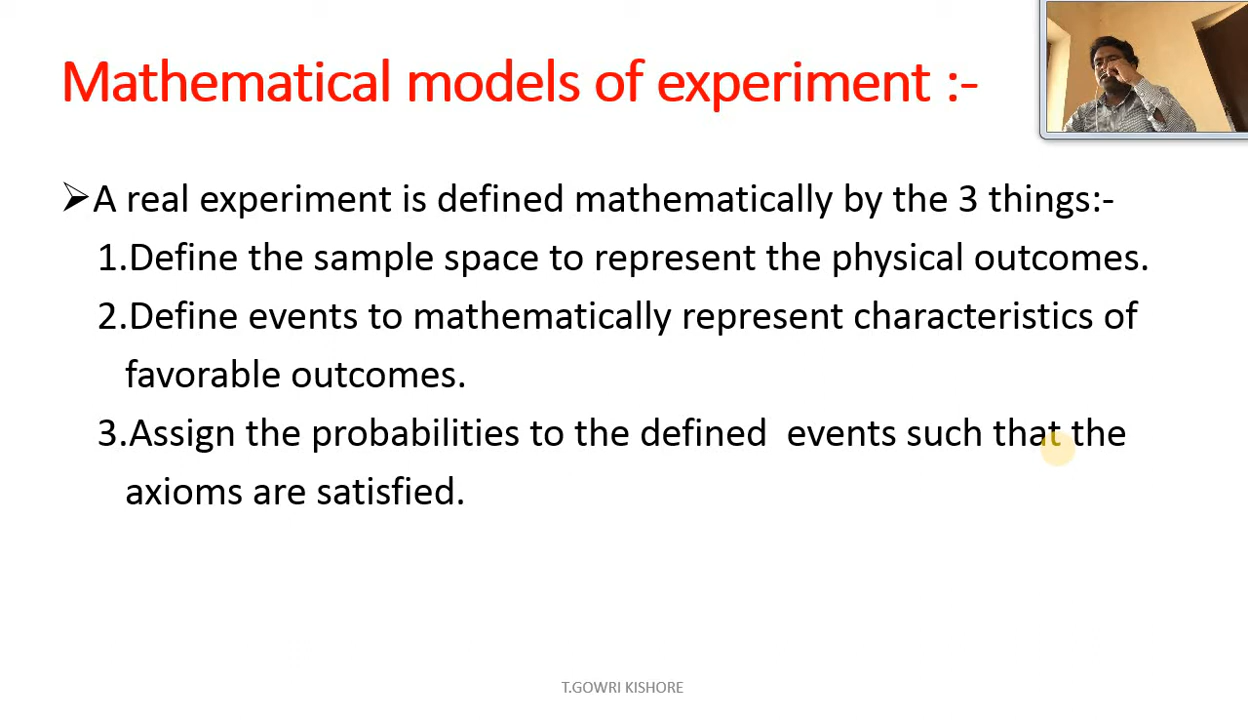 Mathematical models of experiment :-
➢A real experiment is defined mathematically by the 3 things:-
1.Define the sample space to represent the physical outcomes.
2.Define events to mathematically represent characteristics of
favorable outcomes.
3.Assign the probabilities to the defined  events such that the
axioms are satisfied.
T.GOWRI KISHORE